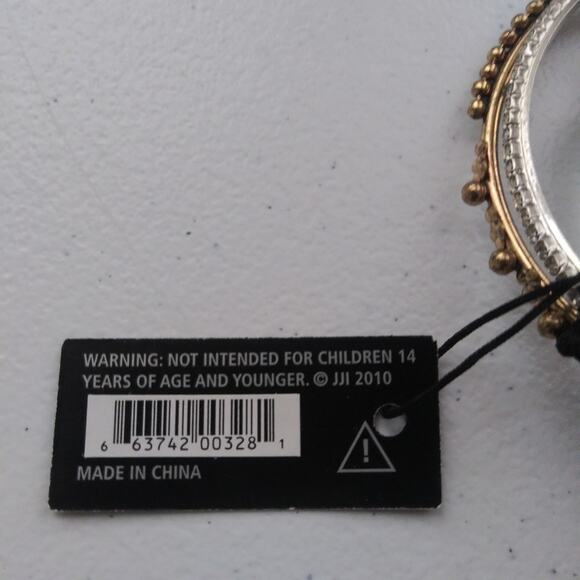 WARNING: NOT INTENDED FOR CHILDREN 14
YEARS OF AGE AND YOUNGER. © JJI 2010
6 63742 00328 1
MADE IN CHINA
!